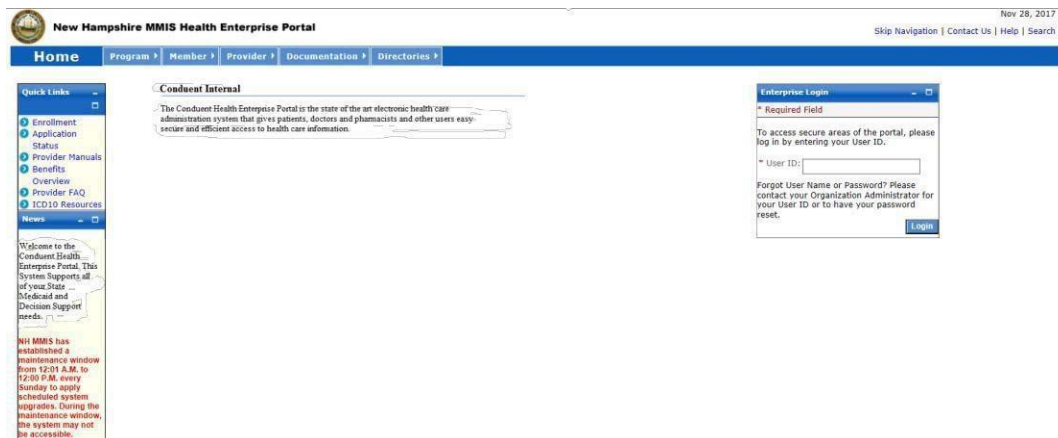 Nov 28, 2017
New Hampshire MMIS Health Enterprise Portal
Skip Navigation | Contact Us | Help | Search
Home Program Member Provider Documentation Directories
Quick Links
Enrollment
Application
Status
Provider Manuals
Benefits
Overview
Provider FAQ
ICD10 Resources
News
Welcome to the
Conduent Health
Enterprise Portal, This
System Supports all
of your State
Medicaid and
Decision Support
needs.
NH MMIS has
established a
maintenance window
from 12:01 A.M. to
12:00 P.M. every
Sunday to apply
scheduled system
upgrades. During the
maintenance window,
the system may not
be accessible.
Conduent Internal
The Conduent Health Enterprise Portal is the state of the art electronic health care
administration system that gives patients, doctors and pharmacists and other users easy
secure and efficient access to health care information.
Enterprise Login
* Required Field
To access secure areas of the portal, please
log in by entering your User ID.
* User ID:
Forgot User Name or Password? Please
contact your Organization Administrator for
your User ID or to have your password
reset.
Login